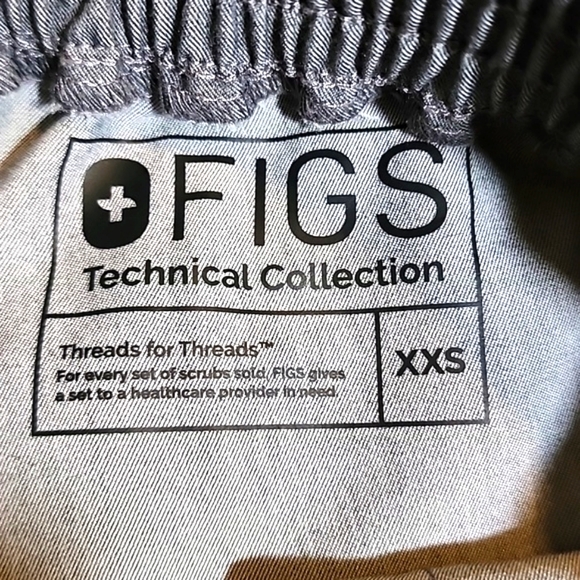 FIGS
Technical Collection
Threads for Threads™
For every set of scrubs sold, FIGS gives
a set to a healthcare provider in need.
XXS